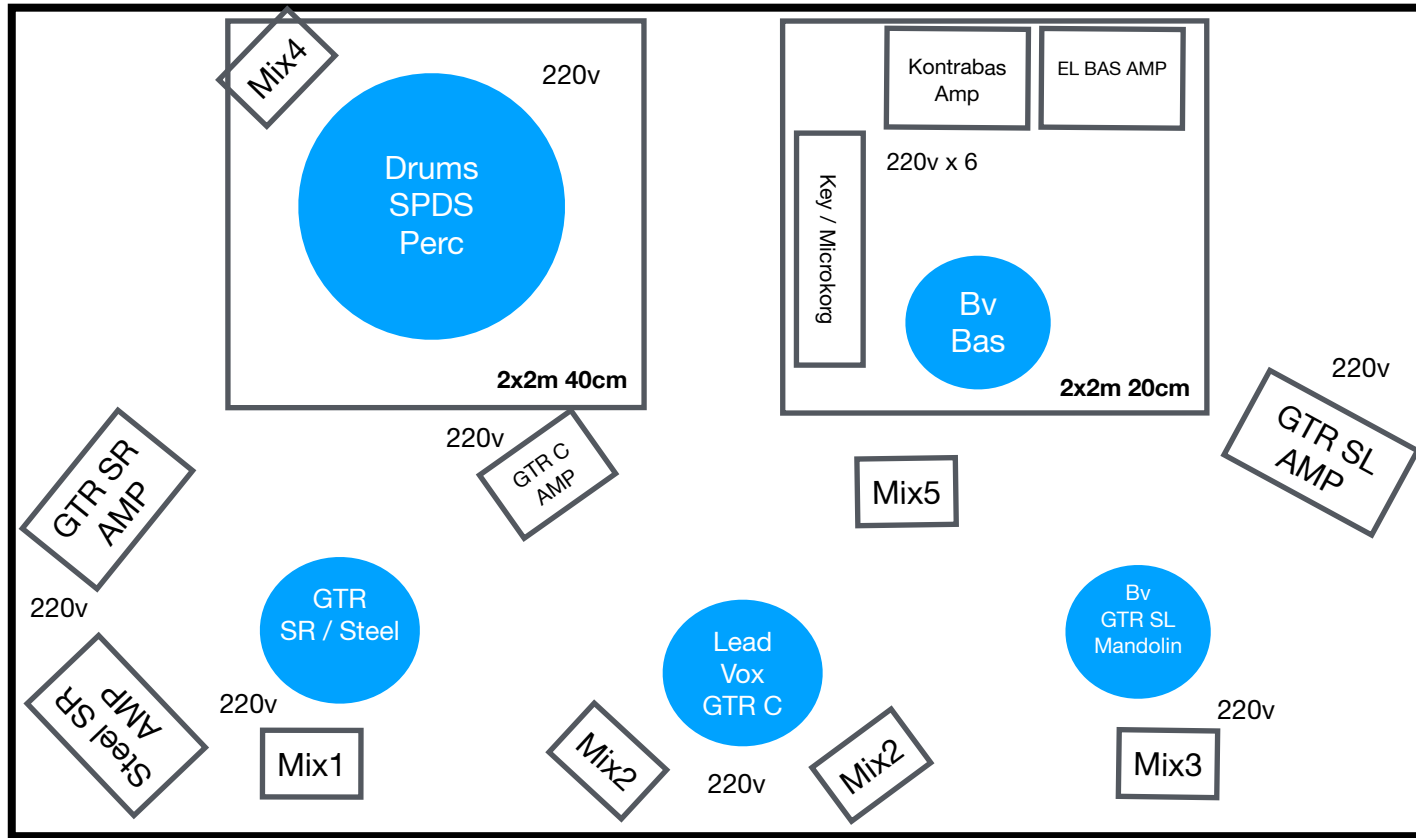 Mix4
220v
Drums
SPDS
Perc
2x2m 40cm
Kontrabas
Amp
EL BAS AMP
220v x 6
Key / Microkorg
Bv
Bas
2x2m 20cm
220v
GTR SL
AMP
GTR SR
AMP
220v
220v
GTR C
AMP
Mix5
GTR
SR / Steel
Lead
Vox
GTR C
Bv
GTR SL
Mandolin
Steel SR
AMP
220v
Mix1
Mix2
220v
Mix2
220v
Mix3